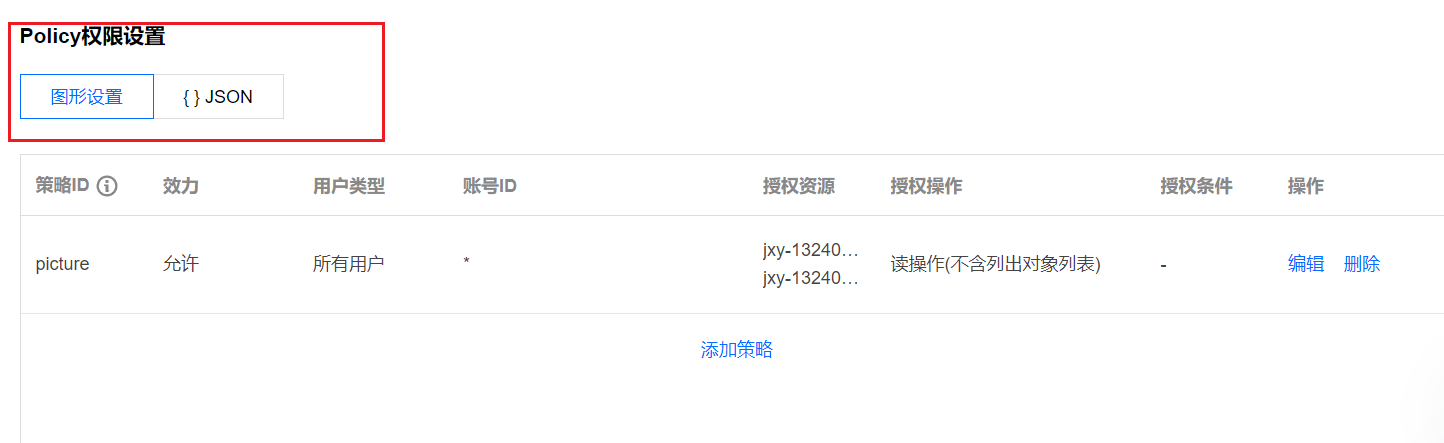 Policy权限设置
图形设置 { } JSON
策略ID 效力 用户类型 账号ID 授权资源 授权操作 授权条件 操作
picture 允许 所有用户 * jxy-13240... 读操作(不含列出对象列表) - 编辑 删除
jxy-13240...
添加策略